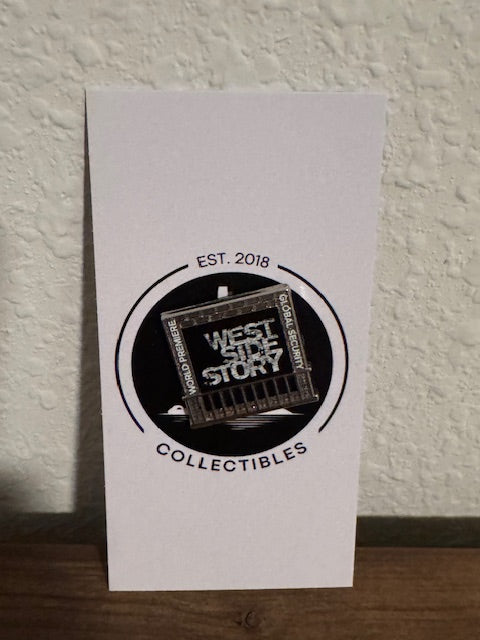 EST. 2018
WORLD PREMIERE
WEST
SIDE
STORY
GLOBAL SECURITY
COLLECTIBLES